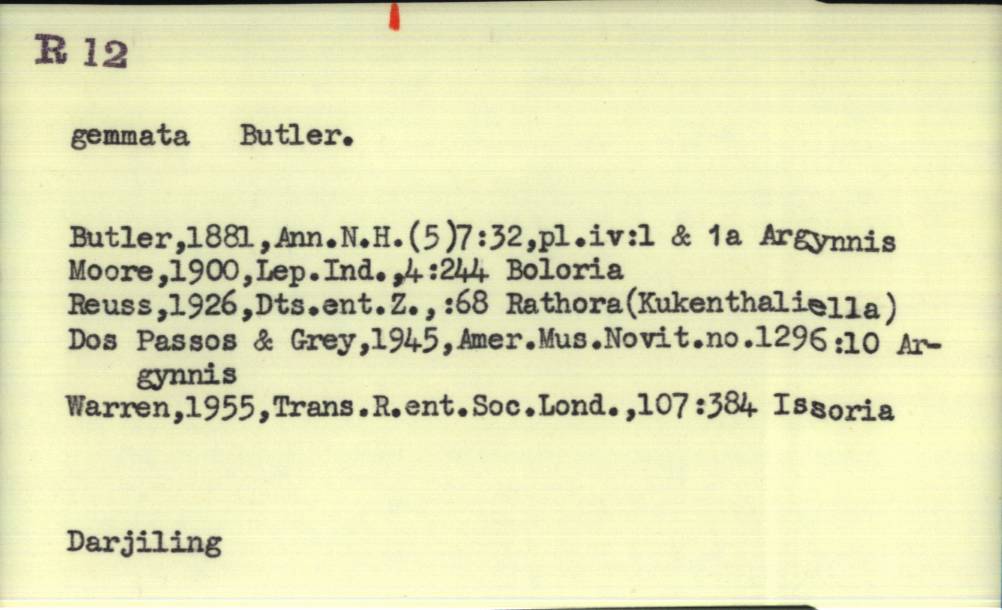 R 12
gemmata Butler.
Butler,1881,Ann.N.H.(5)7:32,pl.iv:1 & 1a Argynnis
Moore,1900,Lep.Ind.,4:244 Boloria
Reuss,1926,Dts.ent.Z.,:68 Rathora(Kukenthaliella)
Dos Passos & Grey,1945,Amer.Mus.Novit.no.1296:10 Ar-
gynnis
Warren,1955,Trans.R.ent.Soc.Lond.,107:384 Issoria
Darjiling